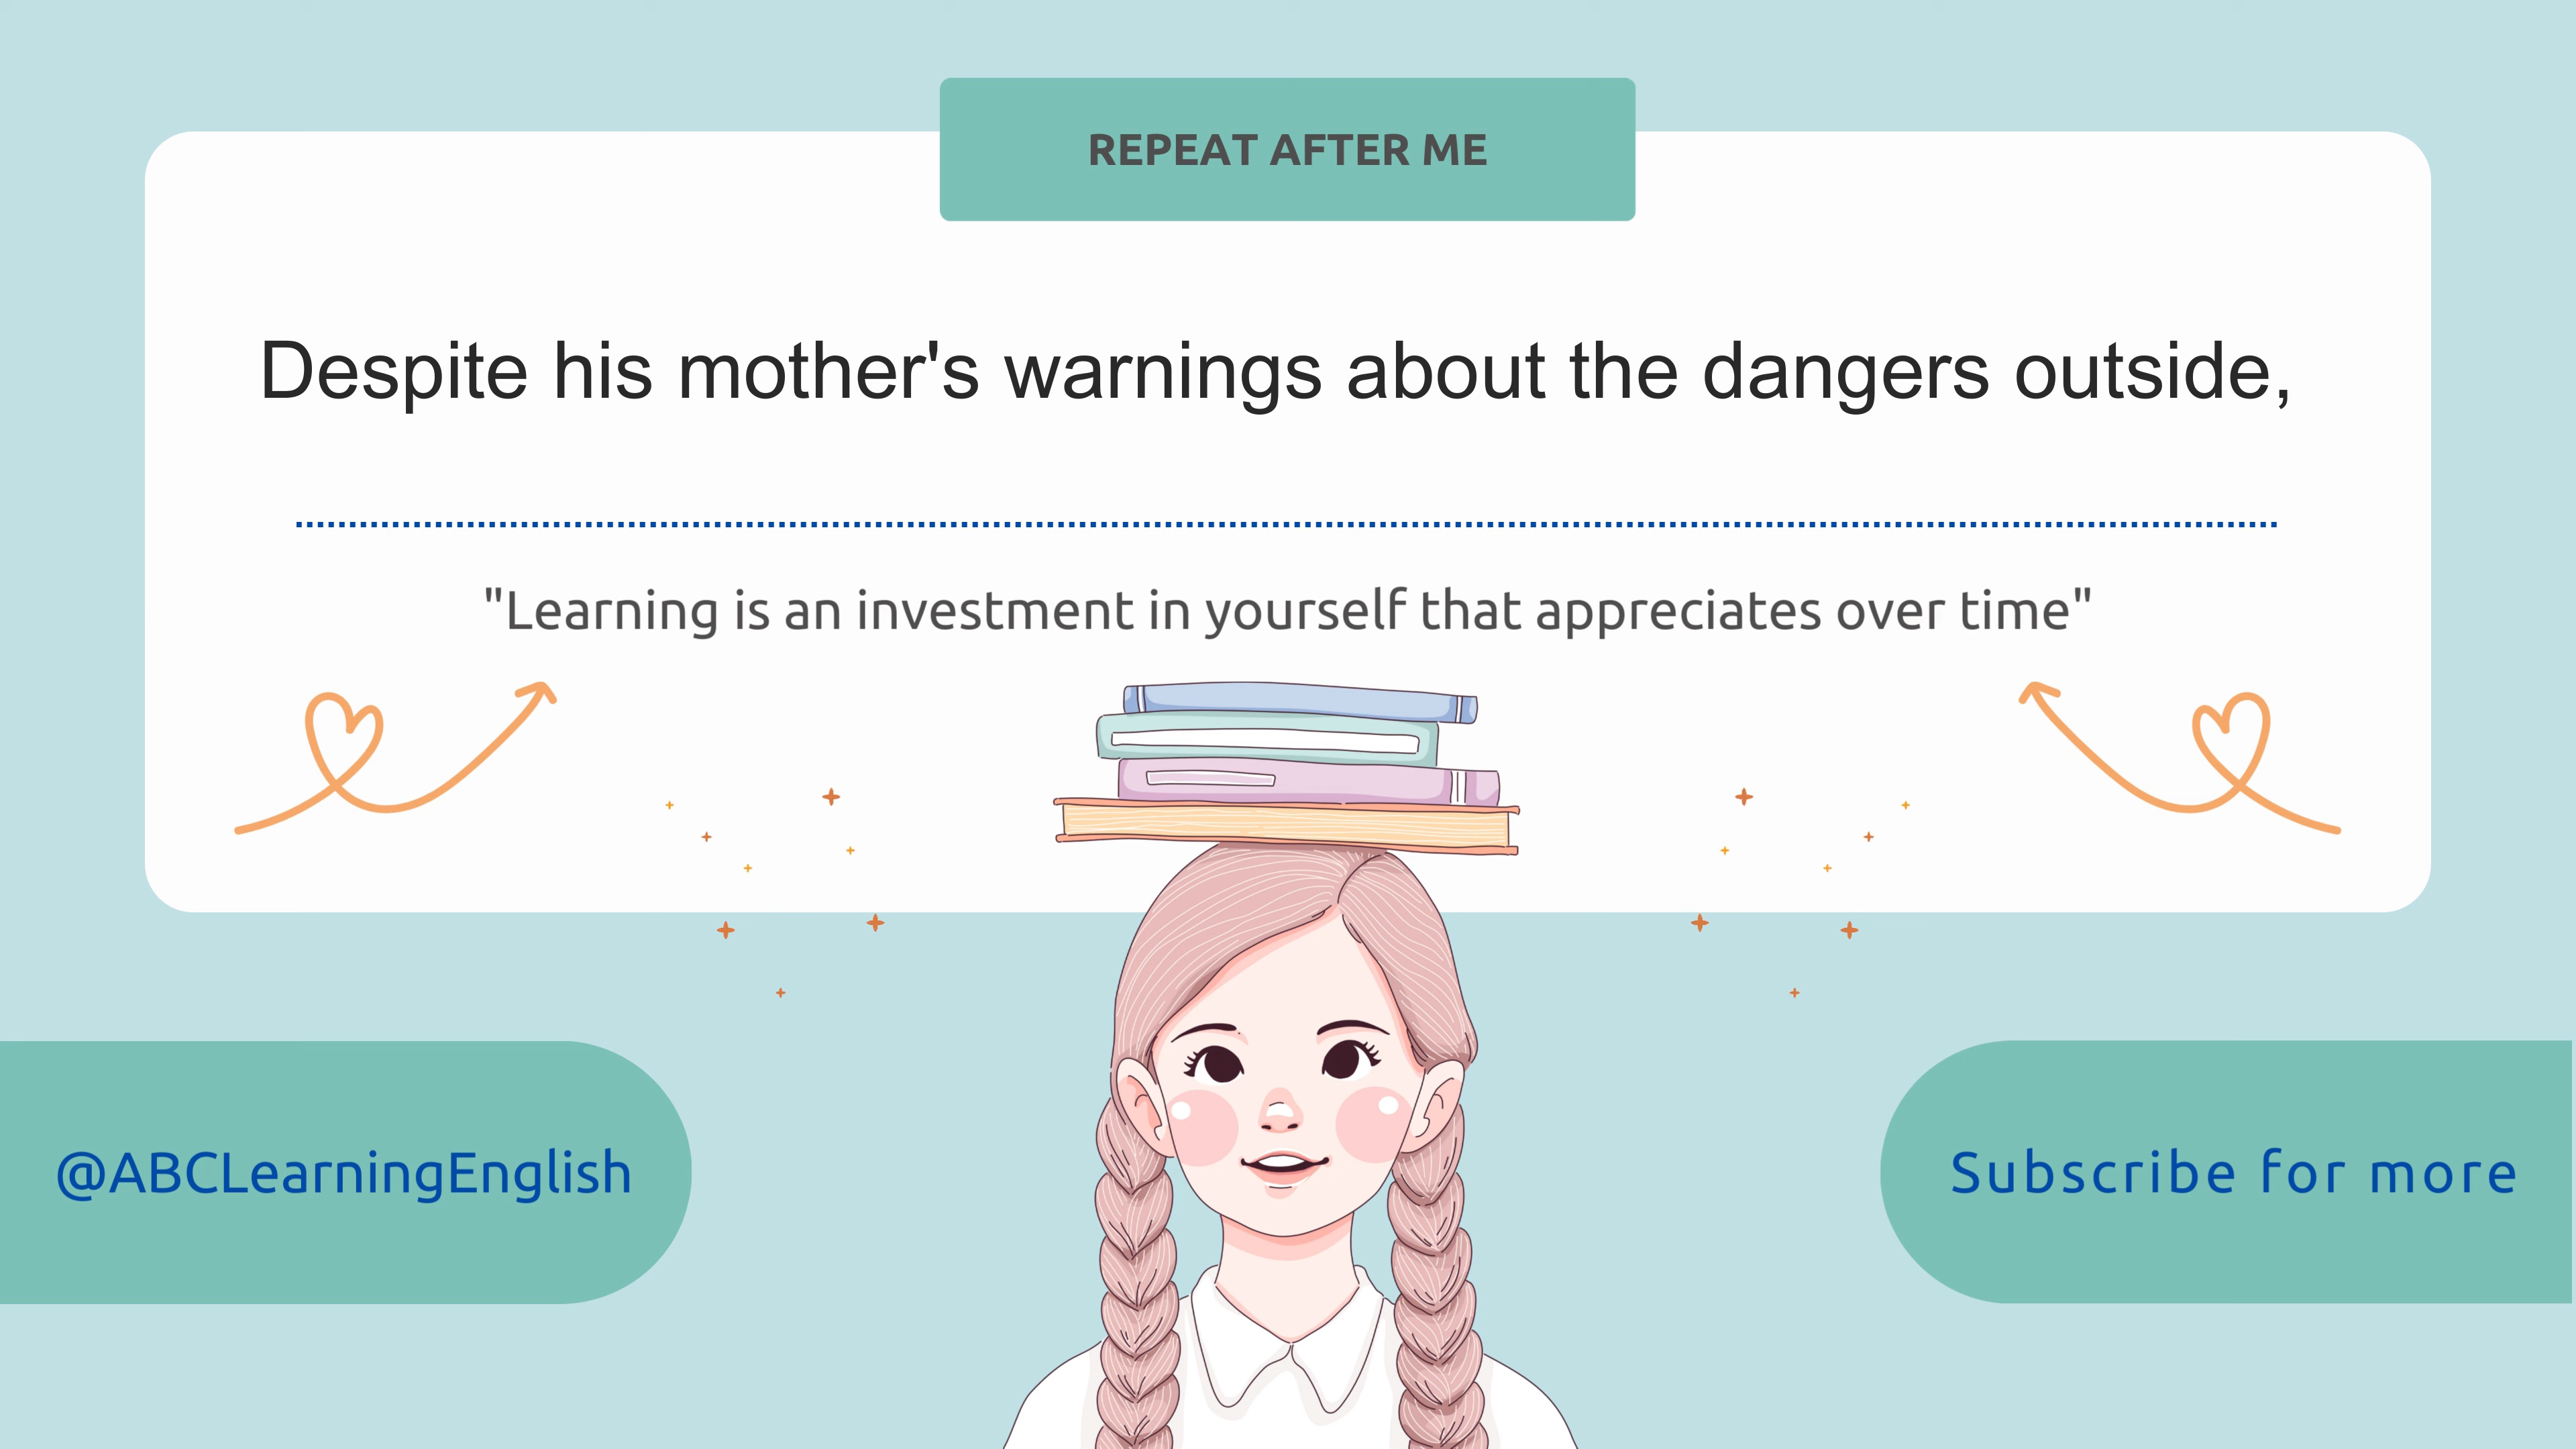 REPEAT AFTER ME
Despite his mother's warnings about the dangers outside,
"Learning is an investment in yourself that appreciates over time"
@ABCLearningEnglish
Subscribe for more